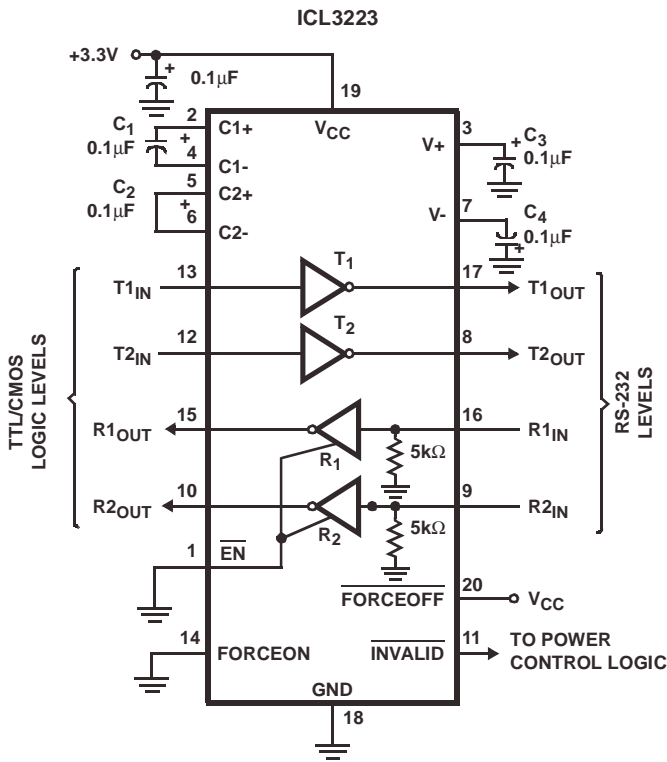 ICL3223
+3.3V
+
0.1μF
19
2
C1+
VCC
3
V+
+
C3
0.1μF
C1
0.1μF
+
4
C1-
5
C2+
C2
0.1μF
+
6
C2-
7
V-
C4
0.1μF
+
T1IN
13
T1
17
T1OUT
T2IN
12
T2
8
T2OUT
TTL/CMOS
LOGIC LEVELS
RS-232
LEVELS
R1OUT
15
R1
16
R1IN
5kΩ
R2OUT
10
R2
9
R2IN
5kΩ
1
EN
20
FORCEOFF
VCC
14
FORCEON
11
INVALID
TO POWER
CONTROL LOGIC
GND
18